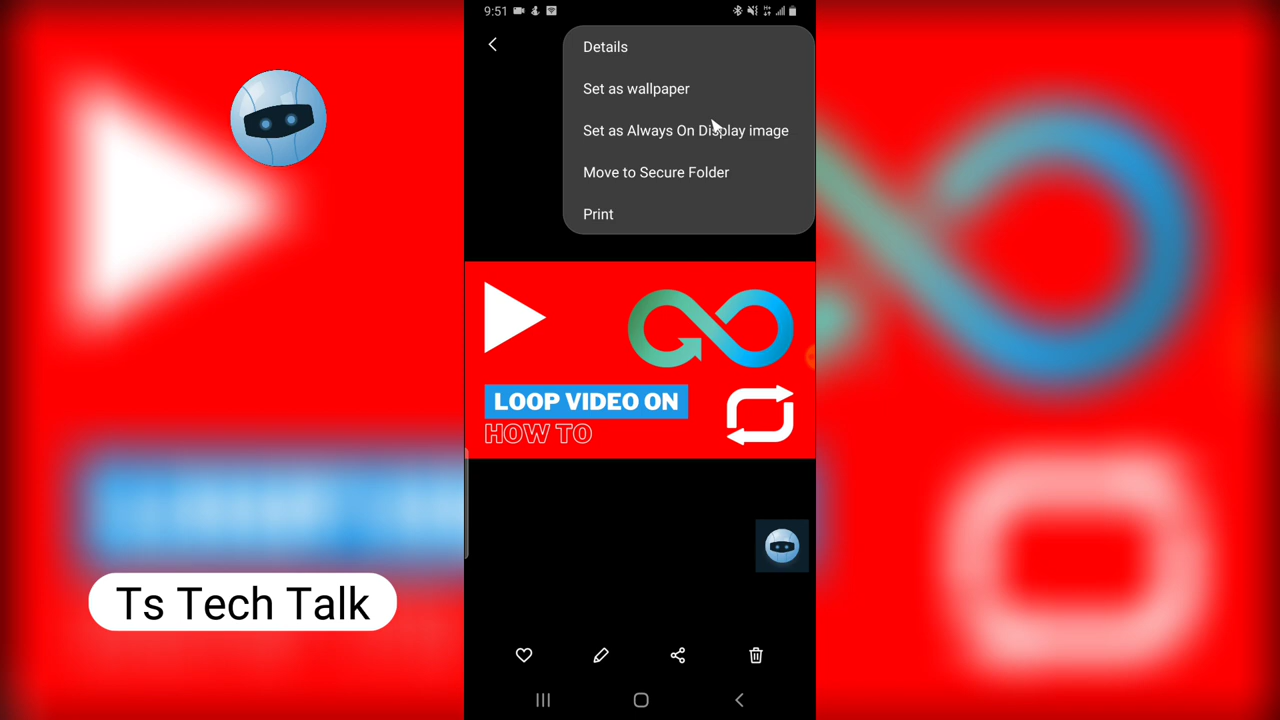 9:51
Details
Set as wallpaper
Set as Always On Display image
Move to Secure Folder
Print
LOOP VIDEO ON
HOW TO
Ts Tech Talk